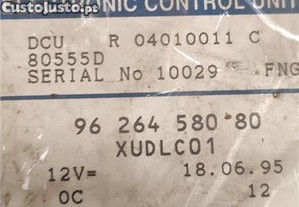 CustoJusto.pt
ONIC CONTROL UNIT
DCU R 04010011 C
80555D
SERIAL No 10029 FNG
96 264 580 80
XUDLC01
12V= 18.06.95
0C 12